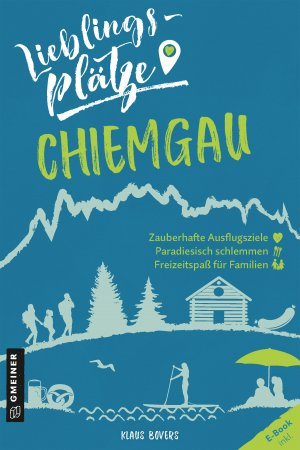 Lieblings-
plätze
CHIEMGAU
Zauberhafte Ausflugsziele
Paradiesisch schlemmen
Freizeitspaß für Familien
GMEINER
E-Book
inkl.
KLAUS BOVERS